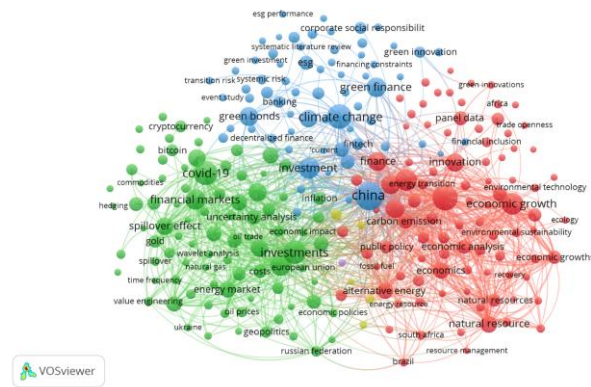 esg performance
corporate social responsibilit
systematic literature review
green innovation
green investment
esg
financing constraints
transition risk
systemic risk
green finance
green-innovations
event study
banking
africa
green bonds
climate change
panel data
trade openness
cryptocurrency
decentralized finance
'current
fintech
financial inclusion
bitcoin
covid-19
investment
finance
innovation
commodities
energy transition
environmental technology
hedging
financial markets
inflation
china
economic growth
uncertainty analysis
carbon emission
ecology
spillover effect
economic impact
environmental sustainability
gold
oil trade
public policy
economic analysis
wavelet analysis
investments
economic growths
spillover
natural gas
european union
fossil fuel
economics
recovery
time frequency
costs
energy market
alternative energy
value engineering
energy resource
natural resources
oil prices
economic policies
ukraine
geopolitics
natural resource
south africa
russian federation
resource management
brazil
VOSviewer